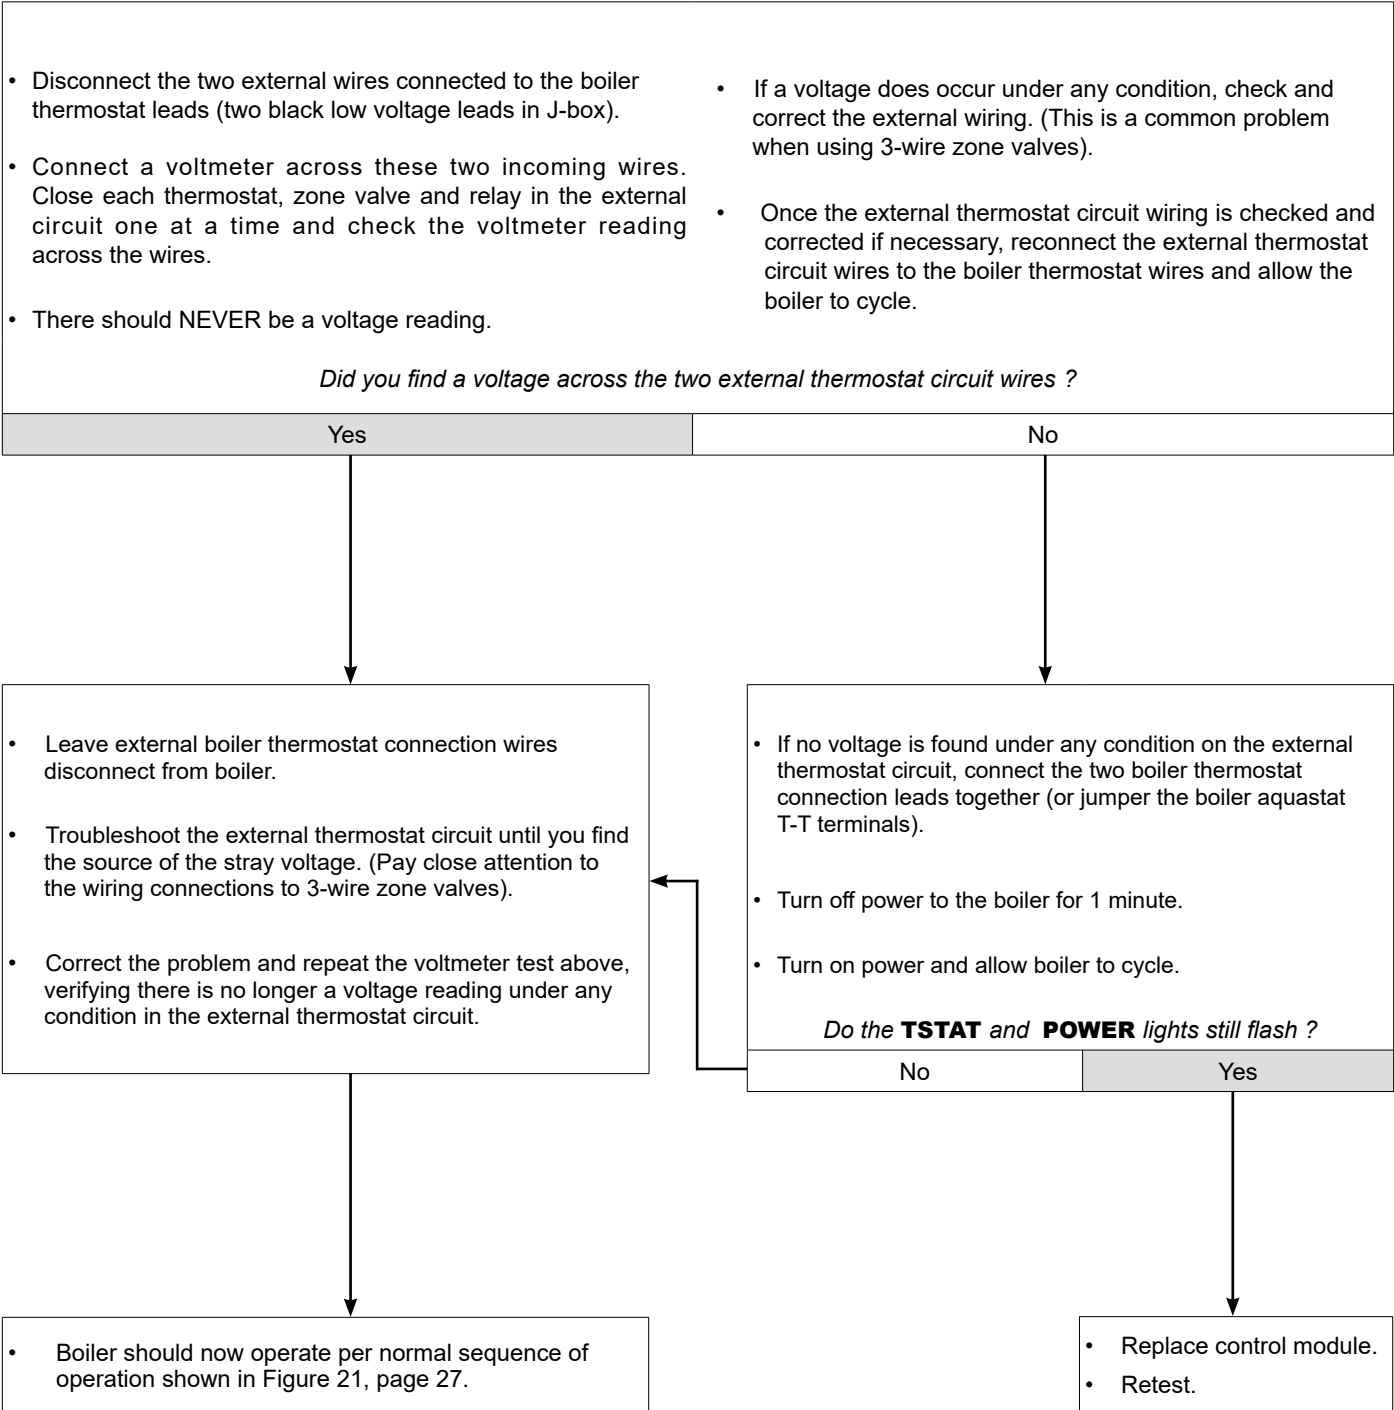 • Disconnect the two external wires connected to the boiler
thermostat leads (two black low voltage leads in J-box).
• Connect a voltmeter across these two incoming wires.
Close each thermostat, zone valve and relay in the external
circuit one at a time and check the voltmeter reading
across the wires.
• There should NEVER be a voltage reading.
• If a voltage does occur under any condition, check and
correct the external wiring. (This is a common problem
when using 3-wire zone valves).
• Once the external thermostat circuit wiring is checked and
corrected if necessary, reconnect the external thermostat
circuit wires to the boiler thermostat wires and allow the
boiler to cycle.
Did you find a voltage across the two external thermostat circuit wires ?
Yes
No
• Leave external boiler thermostat connection wires
disconnect from boiler.
• Troubleshoot the external thermostat circuit until you find
the source of the stray voltage. (Pay close attention to
the wiring connections to 3-wire zone valves).
• Correct the problem and repeat the voltmeter test above,
verifying there is no longer a voltage reading under any
condition in the external thermostat circuit.
• If no voltage is found under any condition on the external
thermostat circuit, connect the two boiler thermostat
connection leads together (or jumper the boiler aquastat
T-T terminals).
• Turn off power to the boiler for 1 minute.
• Turn on power and allow boiler to cycle.
Do the TSTAT and POWER lights still flash ?
No
Yes
• Boiler should now operate per normal sequence of
operation shown in Figure 21, page 27.
• Replace control module.
• Retest.